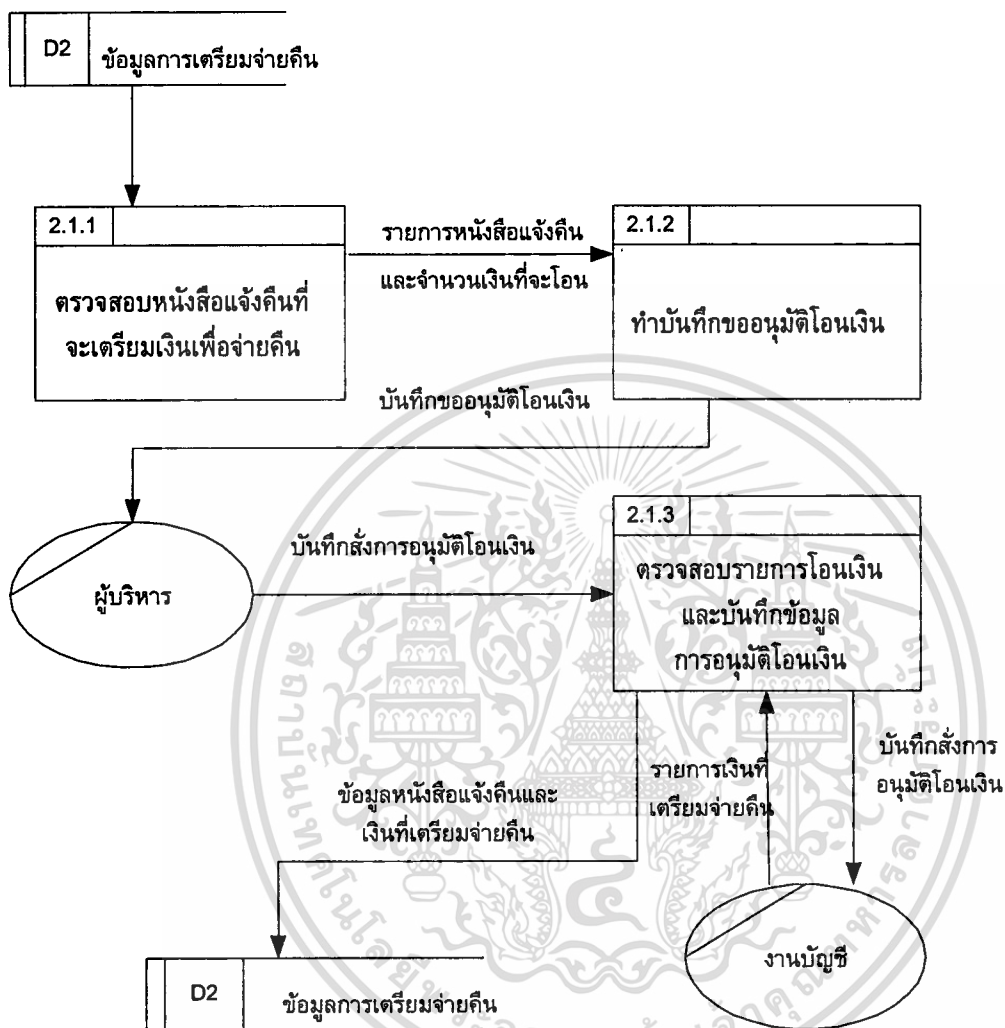 D2
ข้อมูลการเตรียมจ่ายคืน
2.1.1
ตรวจสอบหนังสือแจ้งคืนที่
จะเตรียมเงินเพื่อจ่ายคืน
รายการหนังสือแจ้งคืน
และจำนวนเงินที่จะโอน
2.1.2
ทำบันทึกขออนุมัติโอนเงิน
บันทึกขออนุมัติโอนเงิน
ผู้บริหาร
บันทึกสั่งการอนุมัติโอนเงิน
2.1.3
ตรวจสอบรายการโอนเงิน
และบันทึกข้อมูล
การอนุมัติโอนเงิน
ข้อมูลหนังสือแจ้งคืนและ
เงินที่เตรียมจ่ายคืน
รายการเงินที่
เตรียมจ่ายคืน
บันทึกสั่งการ
อนุมัติโอนเงิน
งานบัญชี
D2
ข้อมูลการเตรียมจ่ายคืน